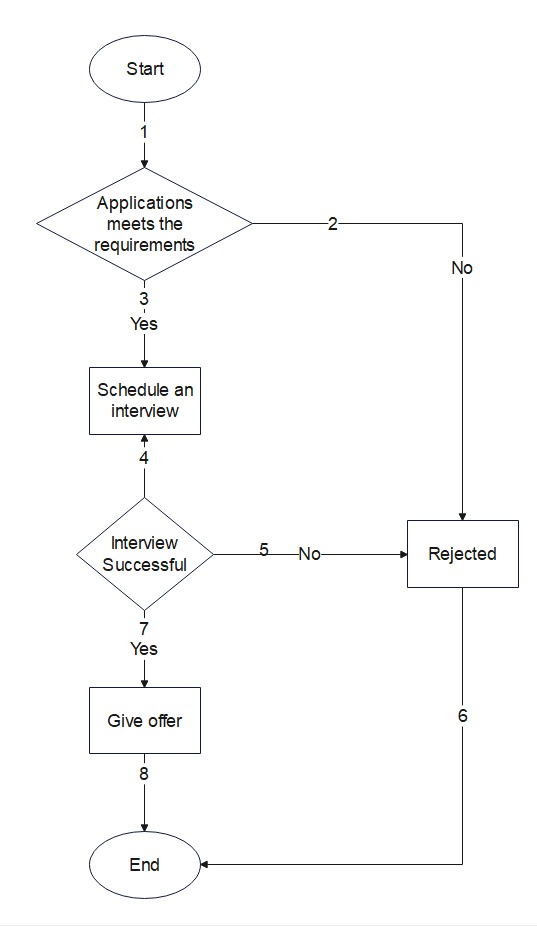 Start
1
Applications
meets the
requirements
2
No
3
Yes
Schedule an
interview
4
Interview
Successful
5
No
Rejected
7
Yes
Give offer
6
8
End